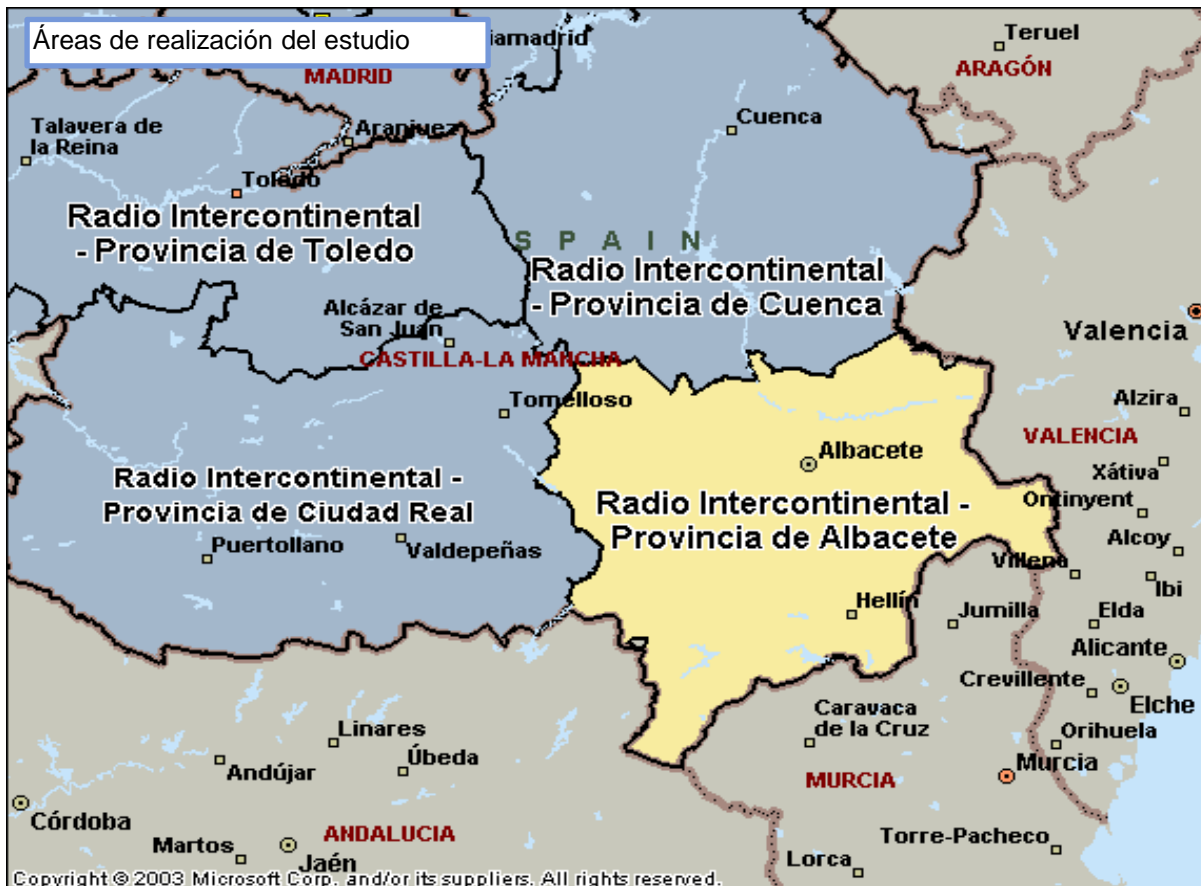 Áreas de realización del estudio
iamadrid
Teruel
MADRID
ARAGÓN
Talavera de
la Reina
Aranjuez
Cuenca
Toledo
Radio Intercontinental
- Provincia de Toledo
SPAIN
Radio Intercontinental
- Provincia de Cuenca
Alcázar de
San Juan
Valencia
CASTILLA-LA MANCHA
Tomelloso
Alzira
VALENCIA
Albacete
Xátiva
Radio Intercontinental -
Provincia de Ciudad Real
Radio Intercontinental -
Provincia de Albacete
Ontinyent
Puertollano
Valdepeñas
Alcoy
Villena
Ibi
Hellín
Jumilla
Elda
Alicante
Crevillente
Elche
Caravaca
de la Cruz
Orihuela
Linares
Andújar
Úbeda
Murcia
MURCIA
Córdoba
ANDALUCIA
Martos
Jaén
Torre-Pacheco
Lorca
Copyright © 2003 Microsoft Corp. and/or its suppliers. All rights reserved.